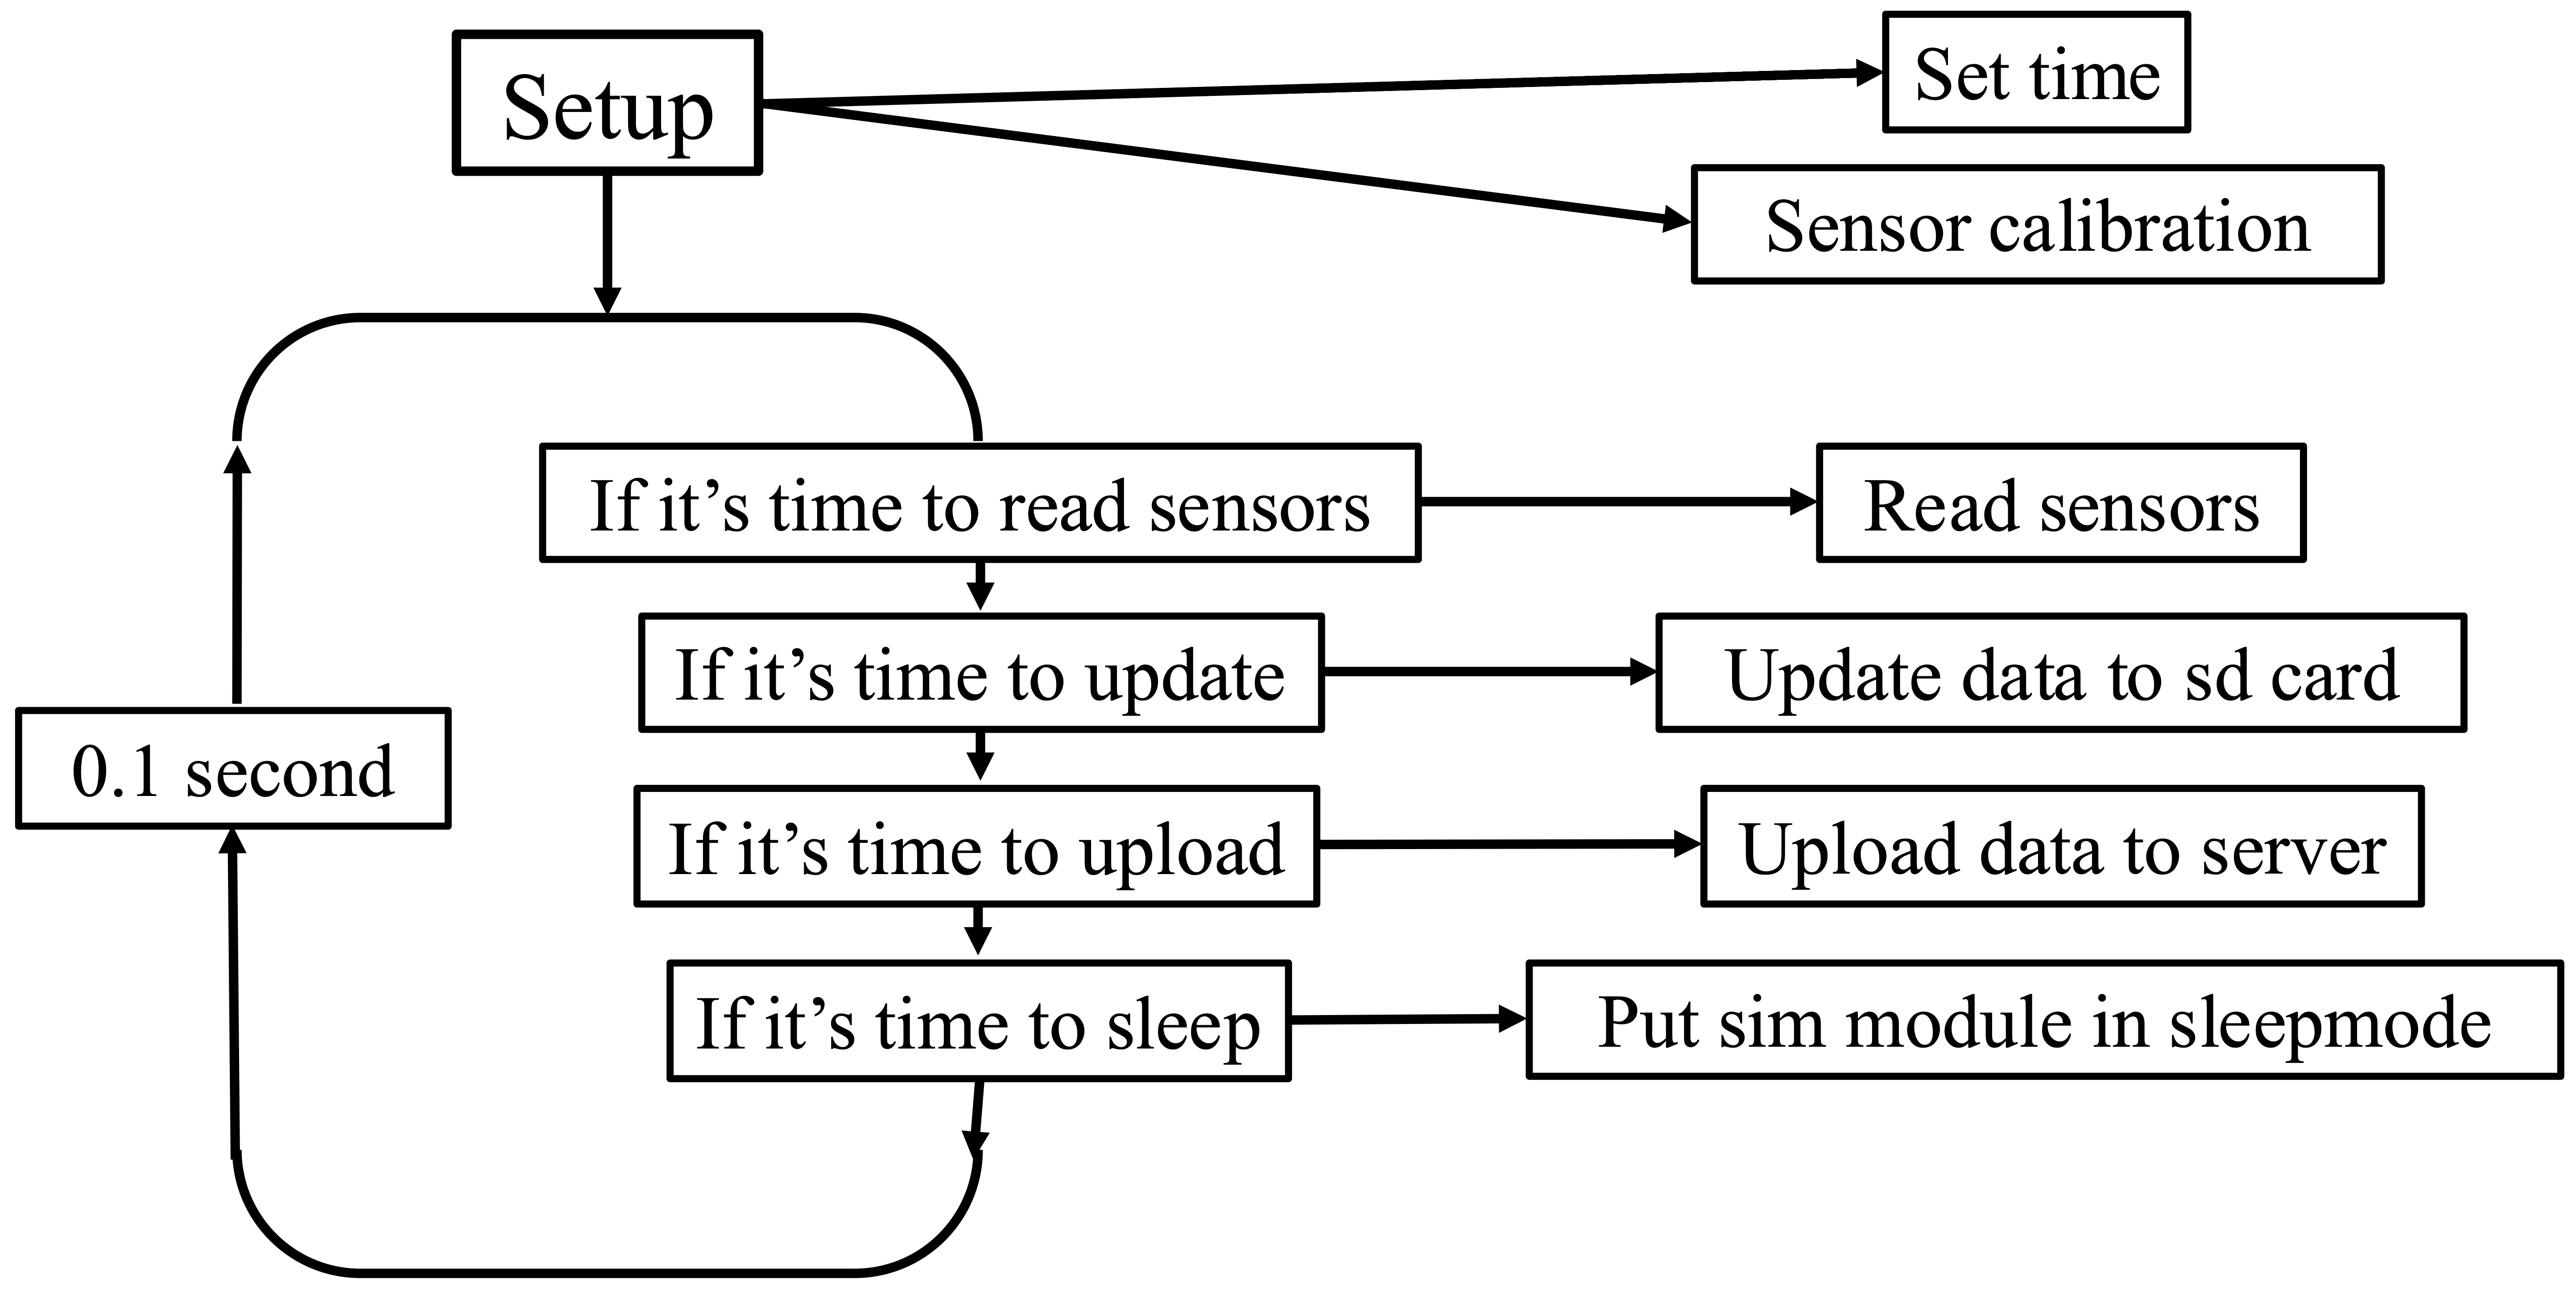 Setup
Set time
Sensor calibration
If it’s time to read sensors
Read sensors
If it’s time to update
Update data to sd card
0.1 second
If it’s time to upload
Upload data to server
If it’s time to sleep
Put sim module in sleepmode